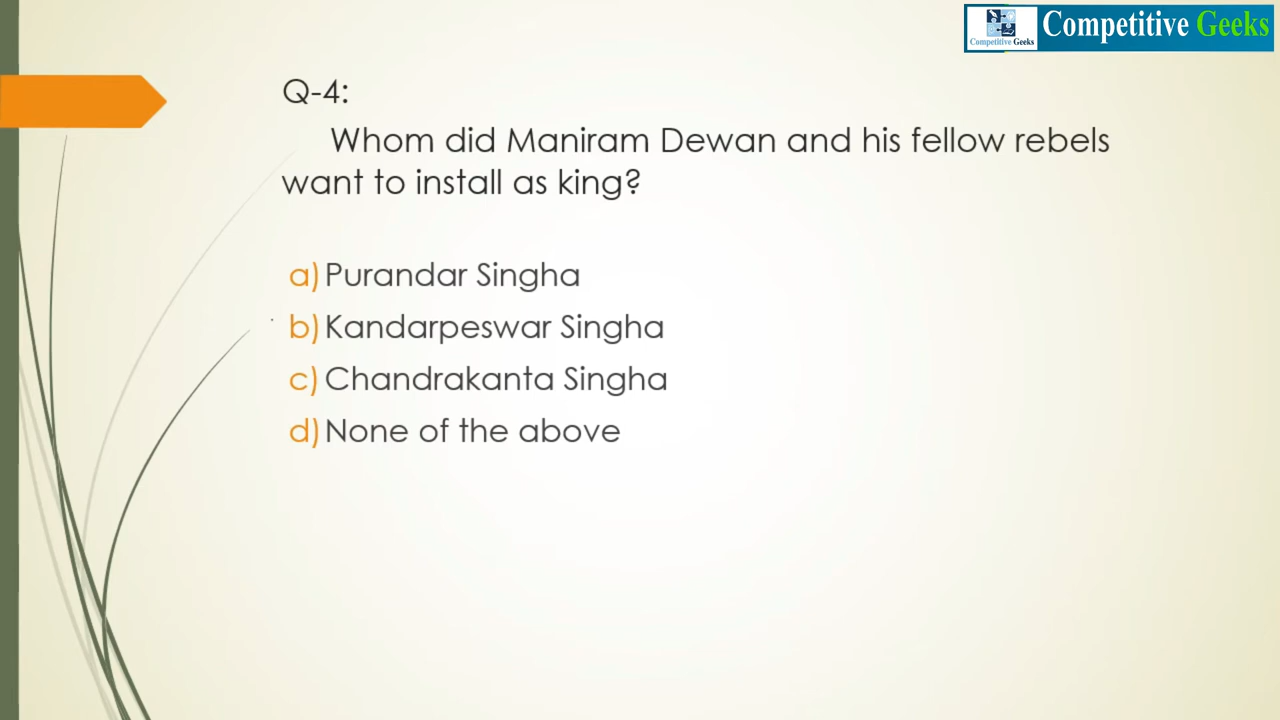 Competitive Geeks
Competitive Geeks
Q-4:
Whom did Maniram Dewan and his fellow rebels
want to install as king?
a) Purandar Singha
b) Kandarpeswar Singha
c) Chandrakanta Singha
d) None of the above